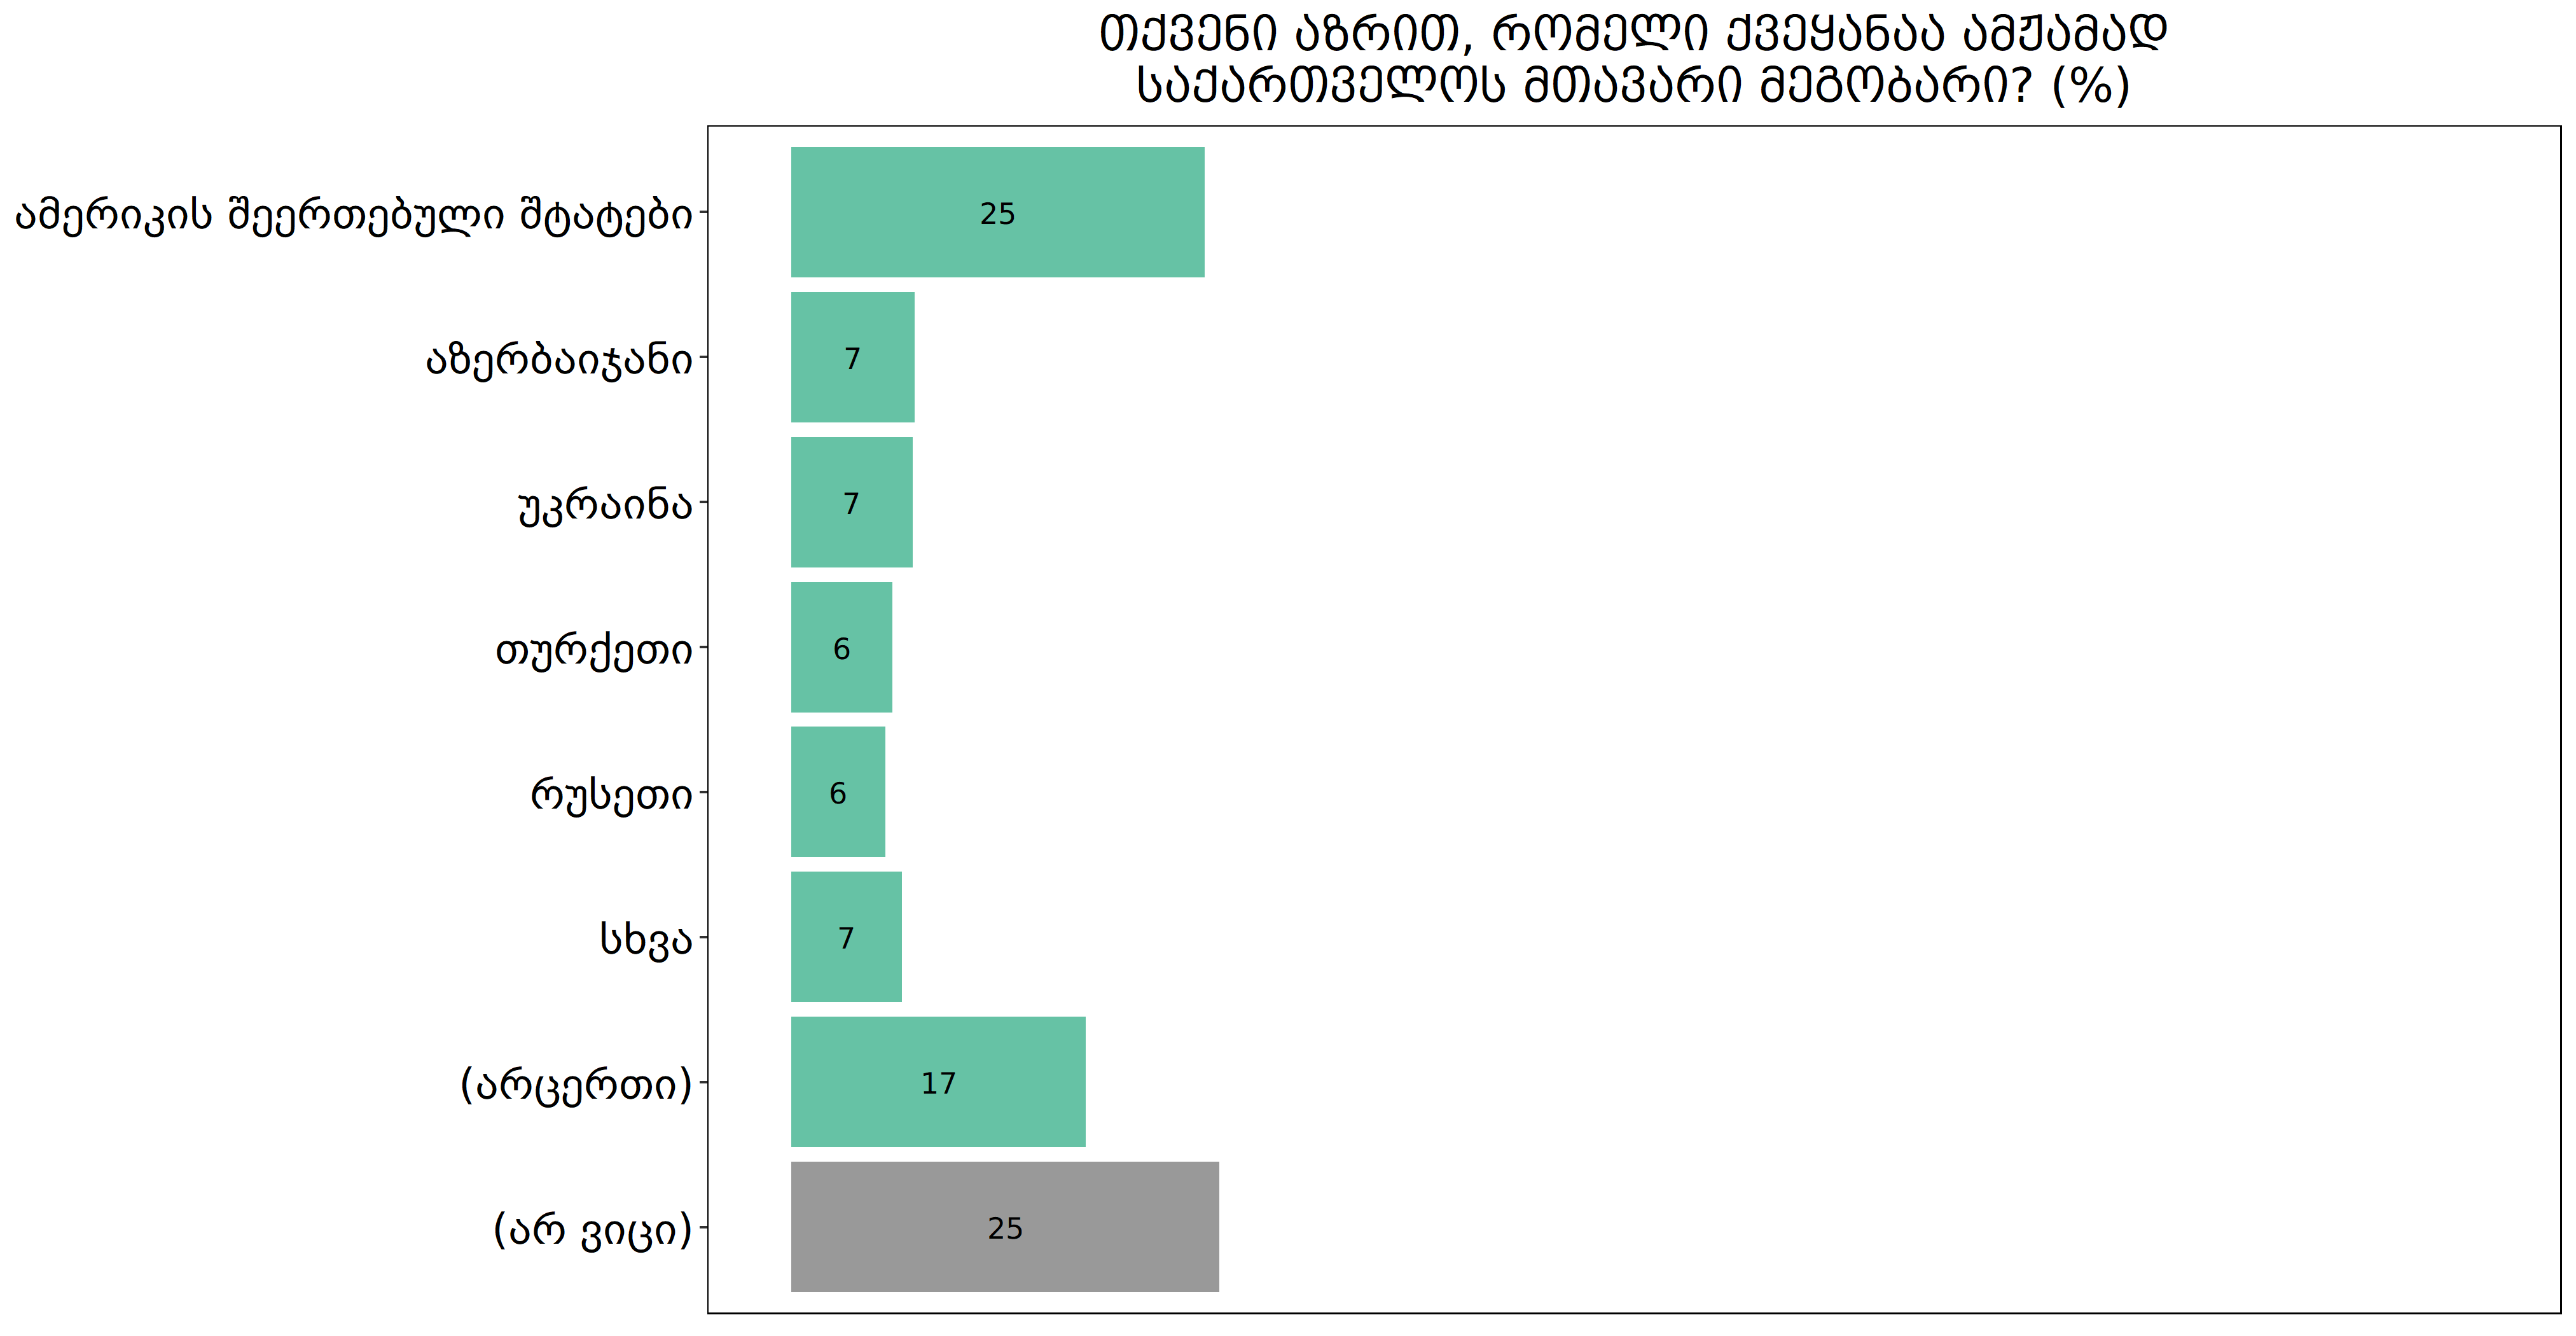 თქვენი აზრით, რომელი ქვეყანაა ამჟამად
საქართველოს მთავარი მეგობარი? (%)
ამერიკის შეერთებული შტატები 25
აზერბაიჯანი 7
უკრაინა 7
თურქეთი 6
რუსეთი 6
სხვა 7
(არცერთი) 17
(არ ვიცი) 25